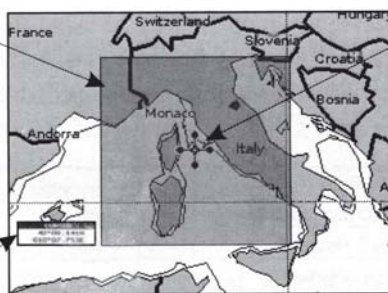 Switzerland
Hungary
France
Slovenia
Croatia
Bosnia
Monaco
Andorra
Italy
A